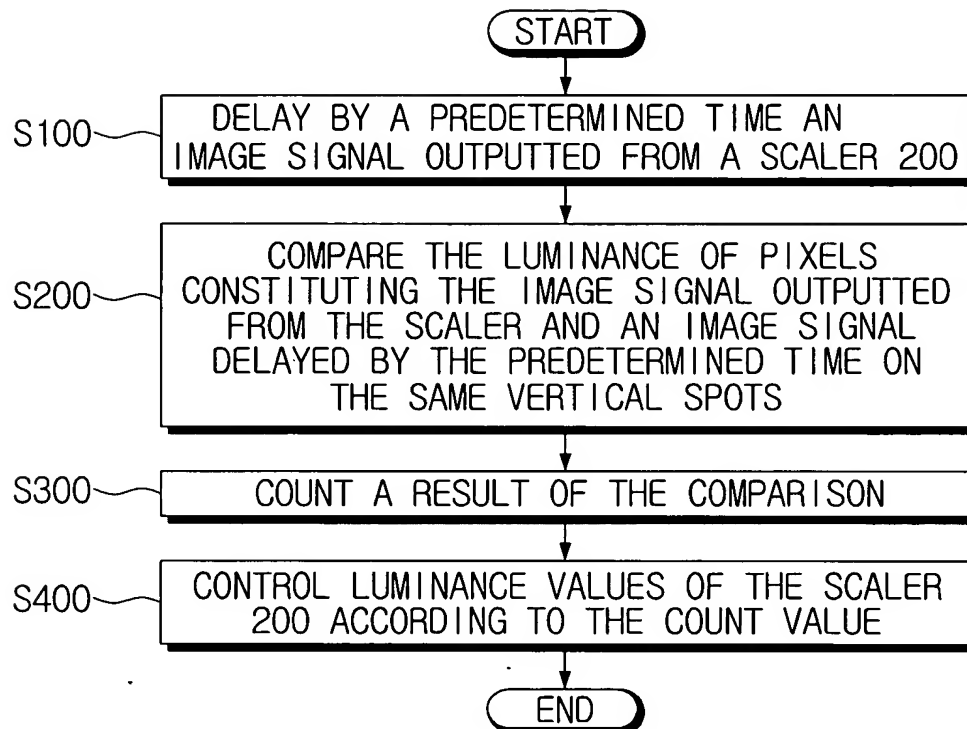 START
S100
DELAY BY A PREDETERMINED TIME AN
IMAGE SIGNAL OUTPUTTED FROM A SCALER 200
S200
COMPARE THE LUMINANCE OF PIXELS
CONSTITUTING THE IMAGE SIGNAL OUTPUTTED
FROM THE SCALER AND AN IMAGE SIGNAL
DELAYED BY THE PREDETERMINED TIME ON
THE SAME VERTICAL SPOTS
S300
COUNT A RESULT OF THE COMPARISON
S400
CONTROL LUMINANCE VALUES OF THE SCALER
200 ACCORDING TO THE COUNT VALUE
END